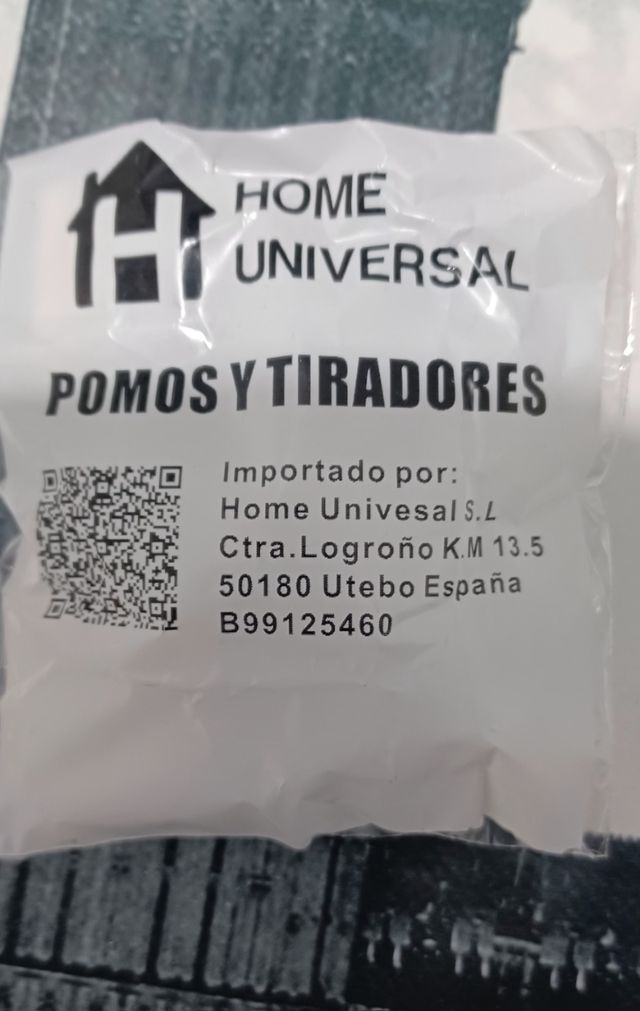 HOME
UNIVERSAL
POMOS Y TIRADORES
Importado por:
Home Univesal S.L
Ctra.Logroño K.M 13.5
50180 Utebo España
B99125460